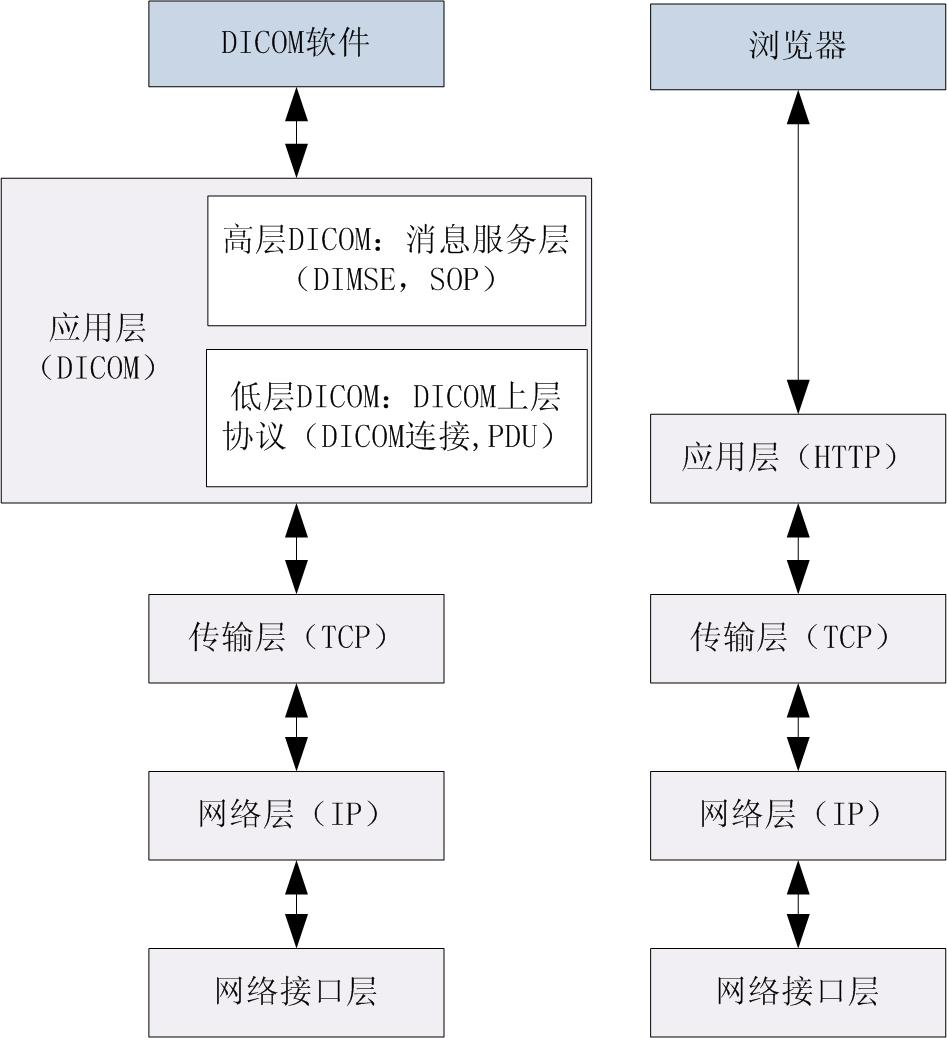 DICOM软件
高层DICOM：消息服务层
（DIMSE，SOP）
应用层
（DICOM）
低层DICOM：DICOM上层
协议（DICOM连接,PDU）
传输层（TCP）
网络层（IP）
网络接口层
浏览器
应用层（HTTP）
传输层（TCP）
网络层（IP）
网络接口层